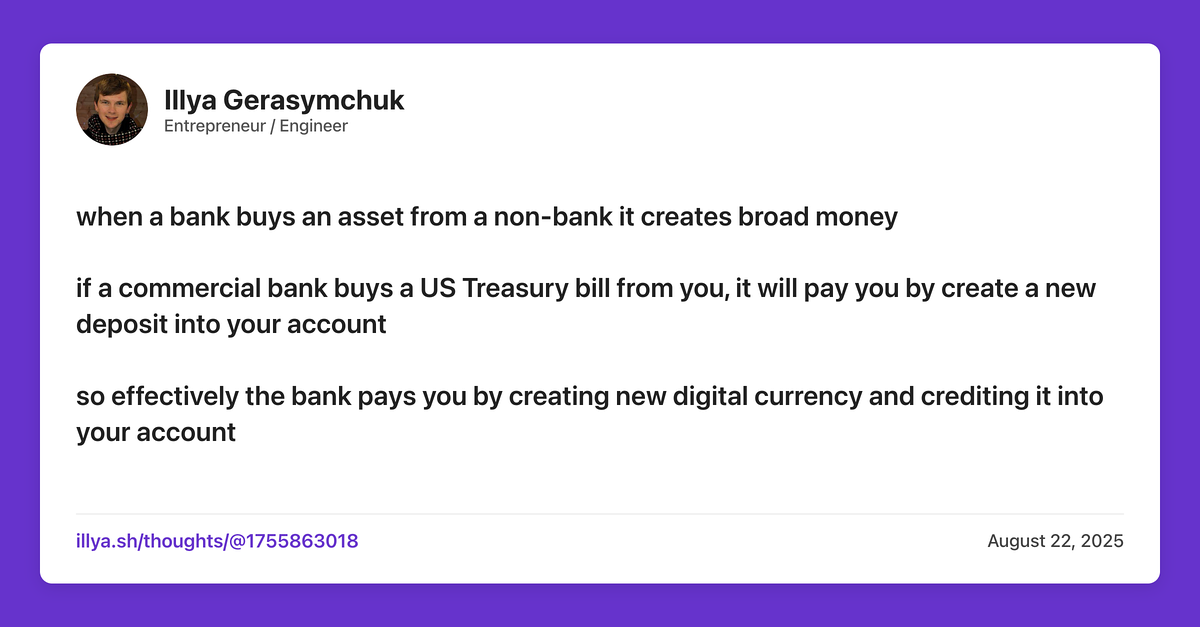 Illya Gerasymchuk
Entrepreneur / Engineer
when a bank buys an asset from a non-bank it creates broad money
if a commercial bank buys a US Treasury bill from you, it will pay you by create a new
deposit into your account
so effectively the bank pays you by creating new digital currency and crediting it into
your account
illya.sh/thoughts/@1755863018
August 22, 2025